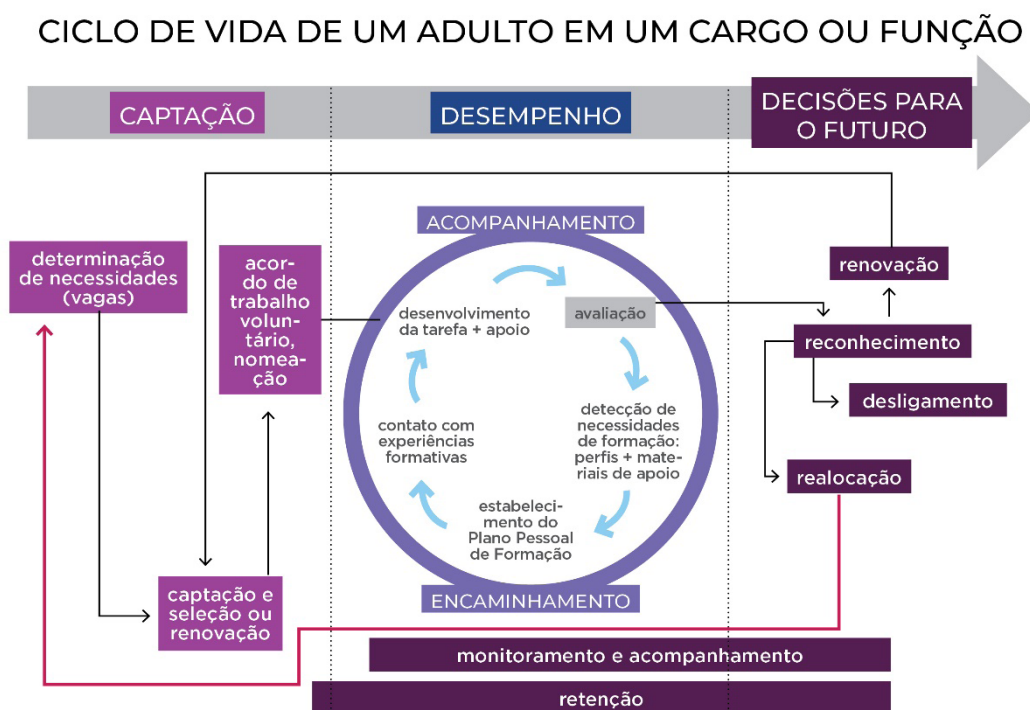 CICLO DE VIDA DE UM ADULTO EM UM CARGO OU FUNÇÃO
CAPTAÇÃO
DESEMPENHO
DECISÕES PARA
O FUTURO
determinação
de necessidades
(vagas)
acor-
do de
trabalho
volun-
tário,
nomea-
ção
captação e
seleção ou
renovação
ACOMPANHAMENTO
desenvolvimento
da tarefa + apoio
avaliação
detecção de
necessidades
de formação:
perfis + mate-
riais de apoio
estabeleci-
mento do
Plano Pessoal
de Formação
contato com
experiências
formativas
ENCAMINHAMENTO
renovação
reconhecimento
desligamento
realocação
monitoramento e acompanhamento
retenção